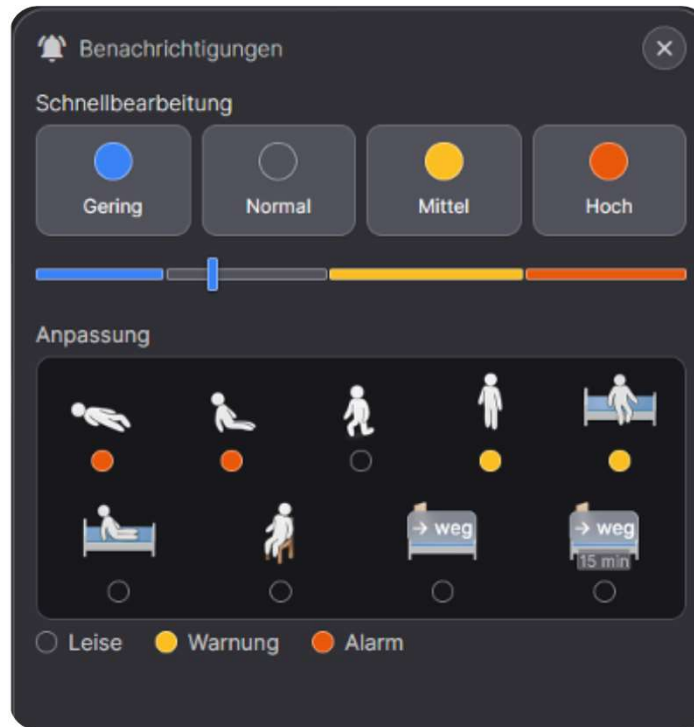 Benachrichtigungen
Schnellbearbeitung
Gering Normal Mittel Hoch
Anpassung
→ weg → weg
15 min
Leise Warnung Alarm